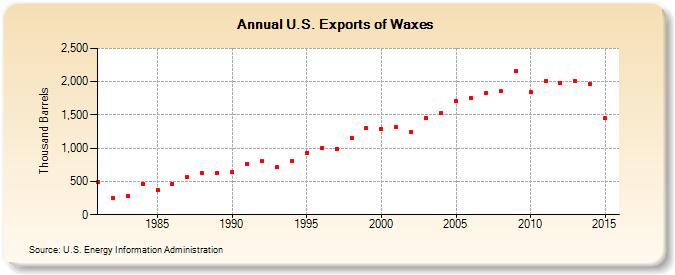 Annual U.S. Exports of Waxes
Thousand Barrels
2,500
2,000
1,500
1,000
500
0
1985 1990 1995 2000 2005 2010 2015
Source: U.S. Energy Information Administration